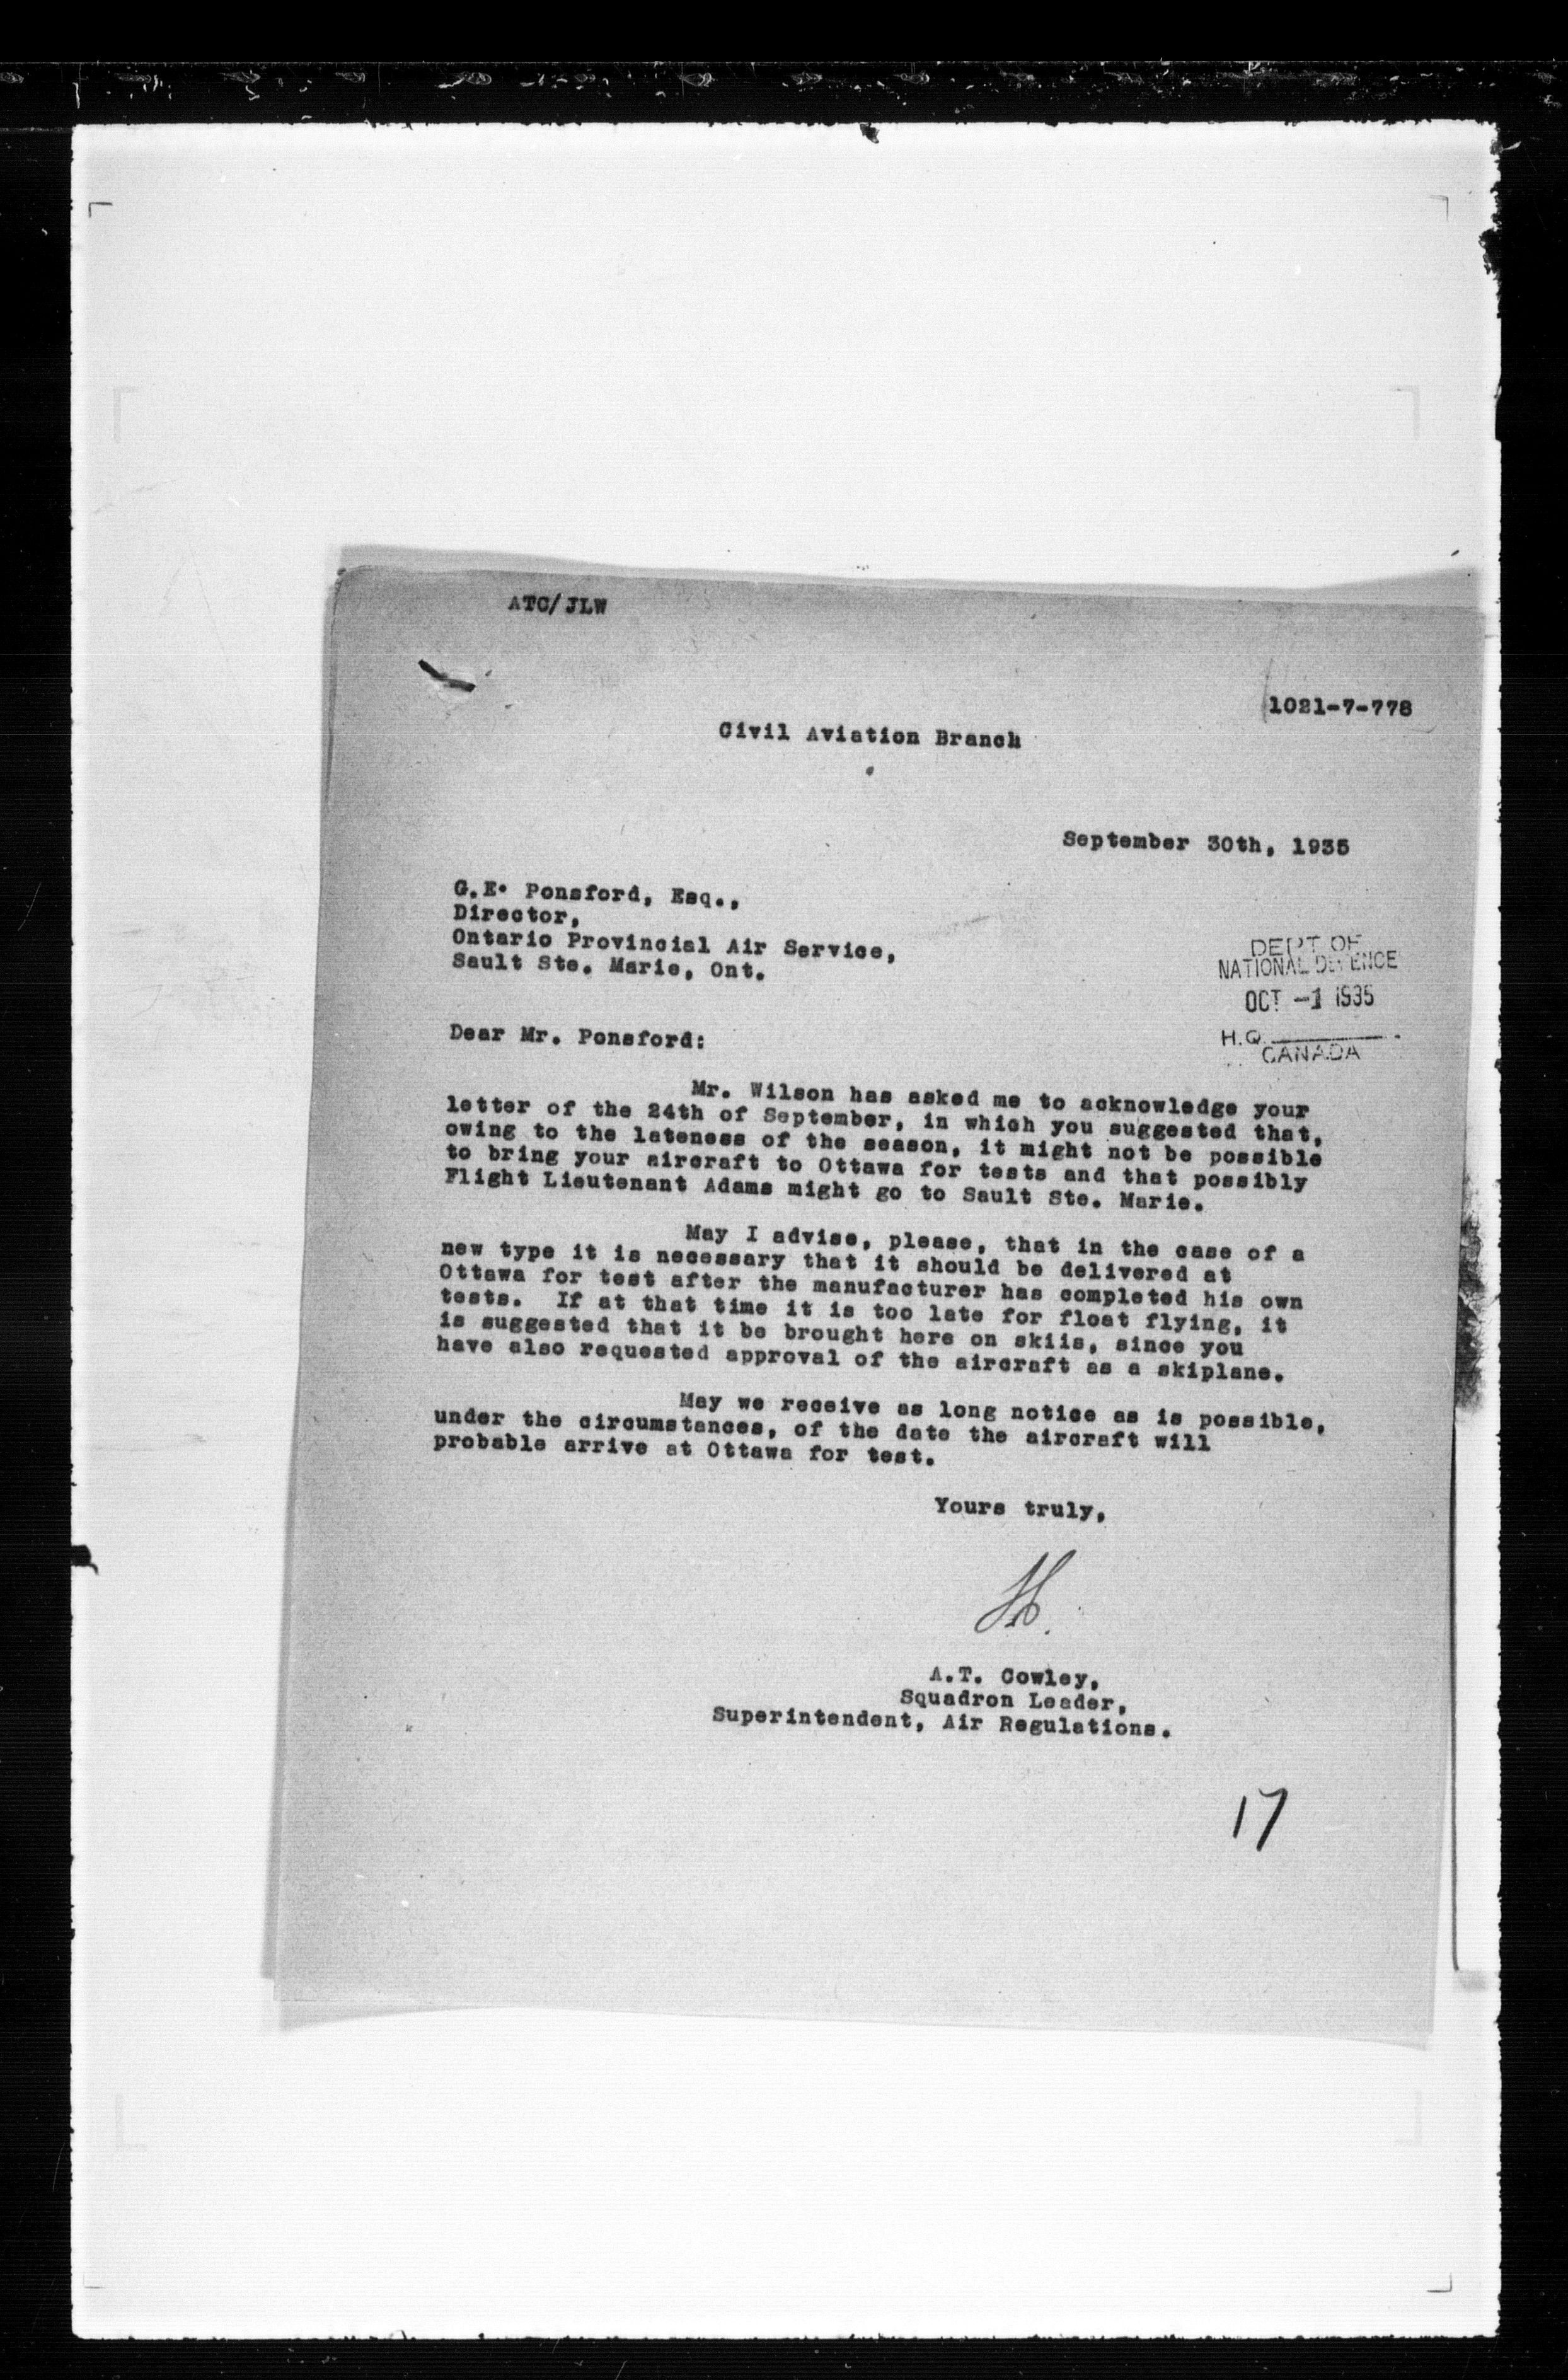 ATC/JLW
1021-7-778
Civil Aviation Branch
September 30th, 1935
G.E. Ponsford, Esq.,
Director,
Ontario Provincial Air Service,
Sault Ste. Marie, Ont.
DEPT OF
NATIONAL DEFENCE
OCT -1 1935
H.Q.
CANADA
Dear Mr. Ponsford:
Mr. Wilson has asked me to acknowledge your
letter of the 24th of September, in which you suggested that,
owing to the lateness of the season, it might not be possible
to bring your aircraft to Ottawa for tests and that possibly
Flight Lieutenant Adams might go to Sault Ste. Marie.
May I advise, please, that in the case of a
new type it is necessary that it should be delivered at
Ottawa for test after the manufacturer has completed his own
tests. If at that time it is too late for float flying, it
is suggested that it be brought here on skiis, since you
have also requested approval of the aircraft as a skiplane.
May we receive as long notice as is possible,
under the circumstances, of the date the aircraft will
probable arrive at Ottawa for test.
Yours truly,
A.T. Cowley,
Squadron Leader,
Superintendent, Air Regulations.
17